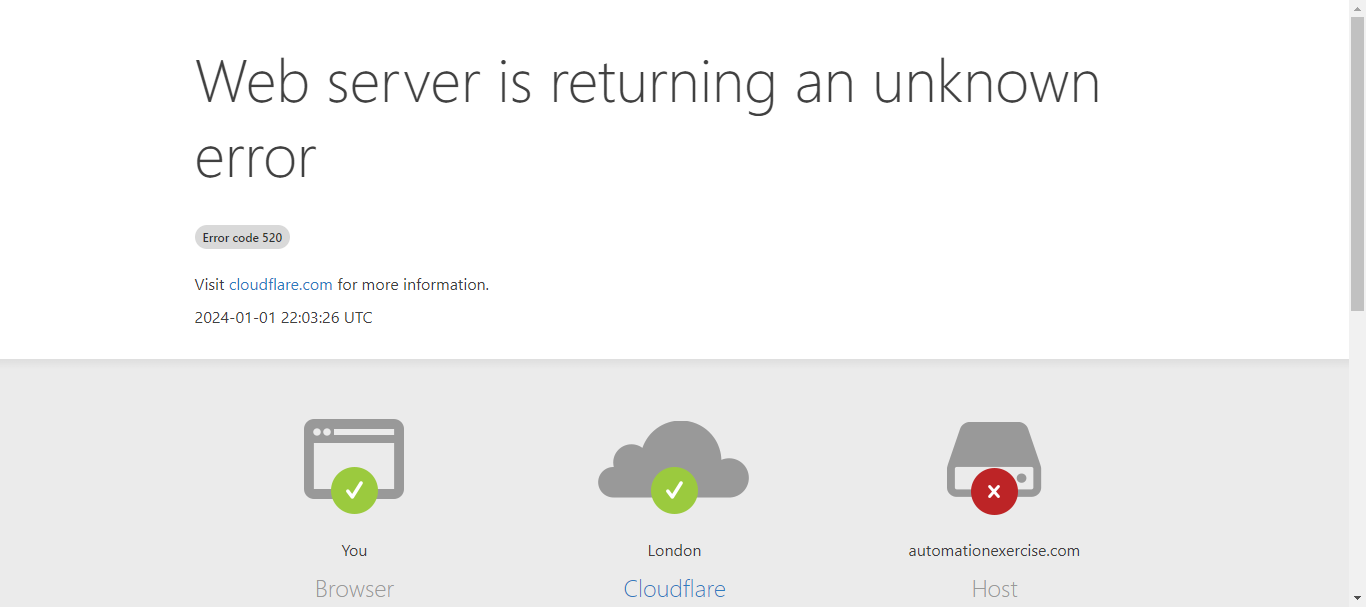 Web server is returning an unknown
error
Error code 520
Visit cloudflare.com for more information.
2024-01-01 22:03:26 UTC
You
London
automationexercise.com
Browser
Cloudflare
Host